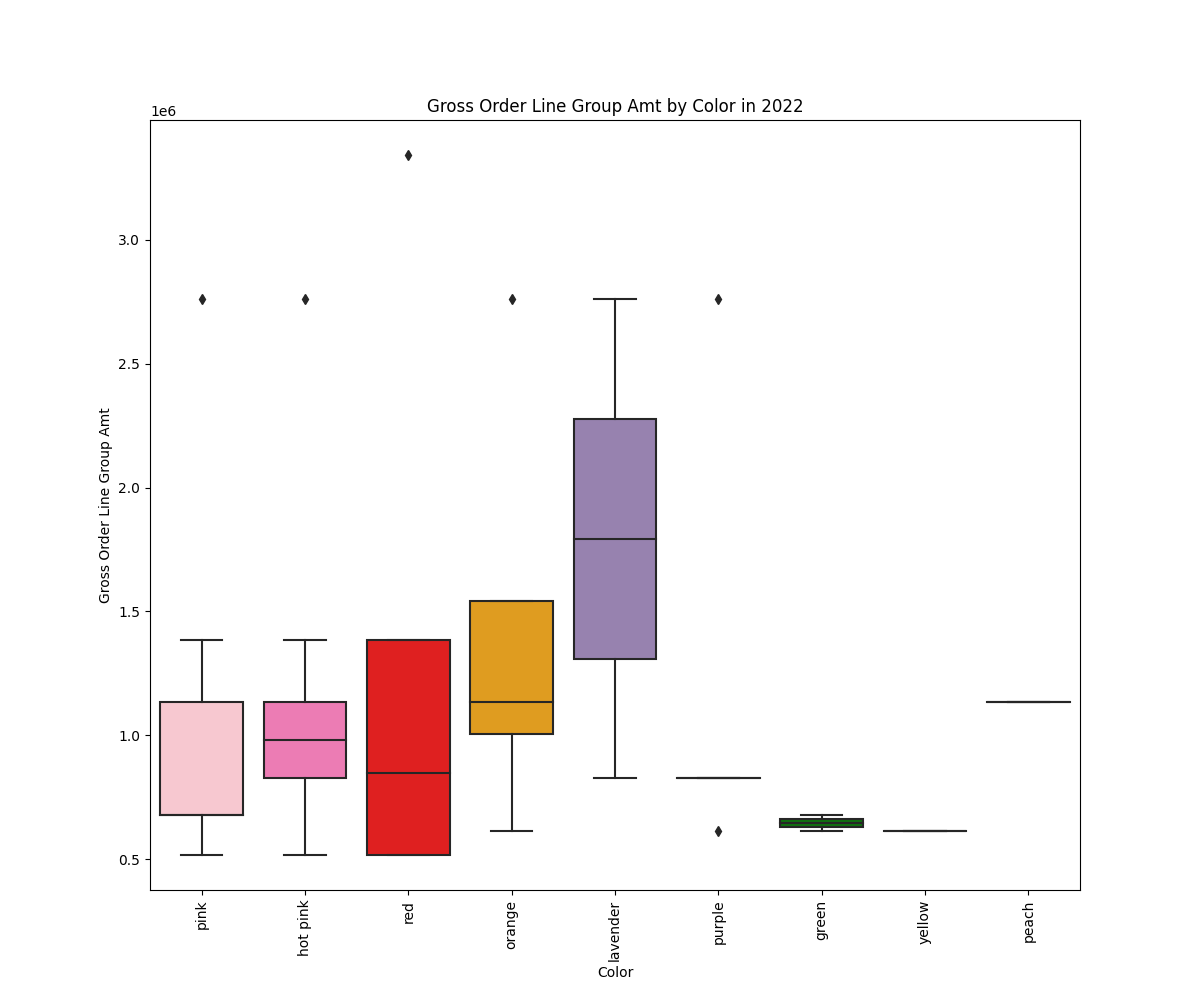 Gross Order Line Group Amt by Color in 2022
1e6
3.0
2.5
2.0
1.5
1.0
0.5
Gross Order Line Group Amt
pink
hot pink
red
orange
lavender
purple
green
yellow
peach
Color